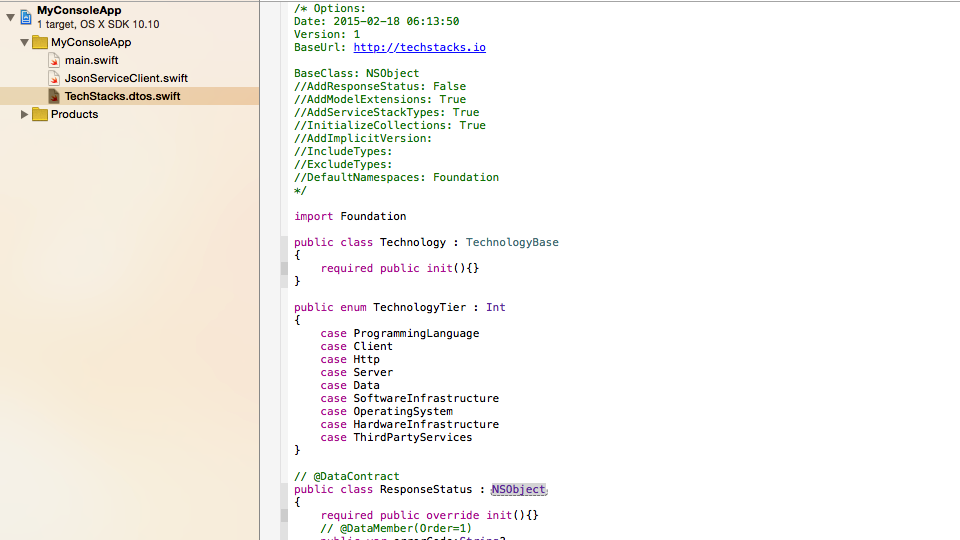 MyConsoleApp
1 target, OS X SDK 10.10
MyConsoleApp
main.swift
JsonServiceClient.swift
TechStacks.dtos.swift
Products
/* Options:
Date: 2015-02-18 06:13:50
Version: 1
BaseUrl: http://techstacks.io
BaseClass: NSObject
//AddResponseStatus: False
//AddModelExtensions: True
//AddServiceStackTypes: True
//InitializeCollections: True
//AddImplicitVersion:
//IncludeTypes:
//ExcludeTypes:
//DefaultNamespaces: Foundation
*/
import Foundation
public class Technology : TechnologyBase
{
required public init(){}
}
public enum TechnologyTier : Int
{
case ProgrammingLanguage
case Client
case Http
case Server
case Data
case SoftwareInfrastructure
case OperatingSystem
case HardwareInfrastructure
case ThirdPartyServices
}
// @DataContract
public class ResponseStatus : NSObject
{
required public override init(){}
// @DataMember(Order=1)
public var errorCode:String?